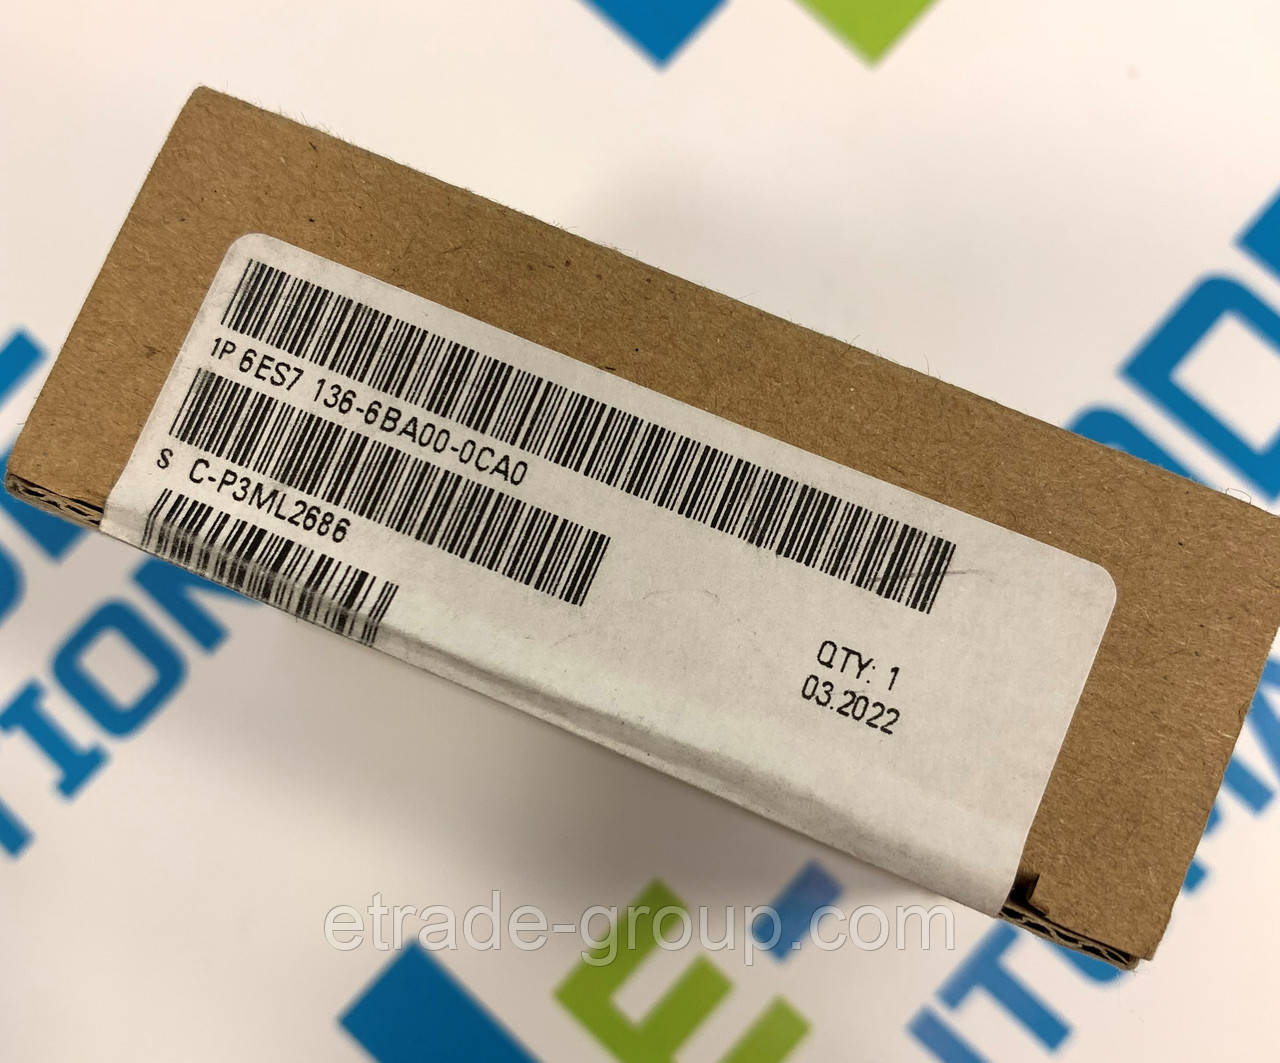 1P 6ES7 136-6BA00-0CA0
S C-P3ML2686
QTY: 1
03.2022
etrade-group.com